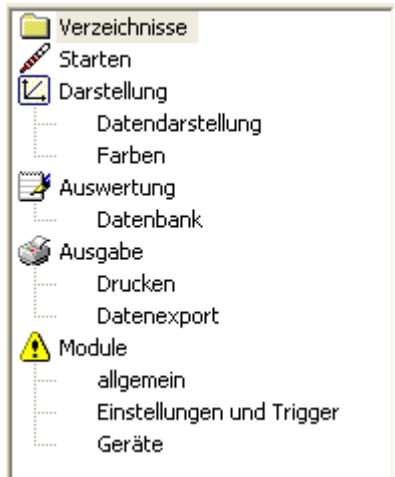 Verzeichnisse
Starten
Darstellung
Datendarstellung
Farben
Auswertung
Datenbank
Ausgabe
Drucken
Datenexport
Module
allgemein
Einstellungen und Trigger
Geräte